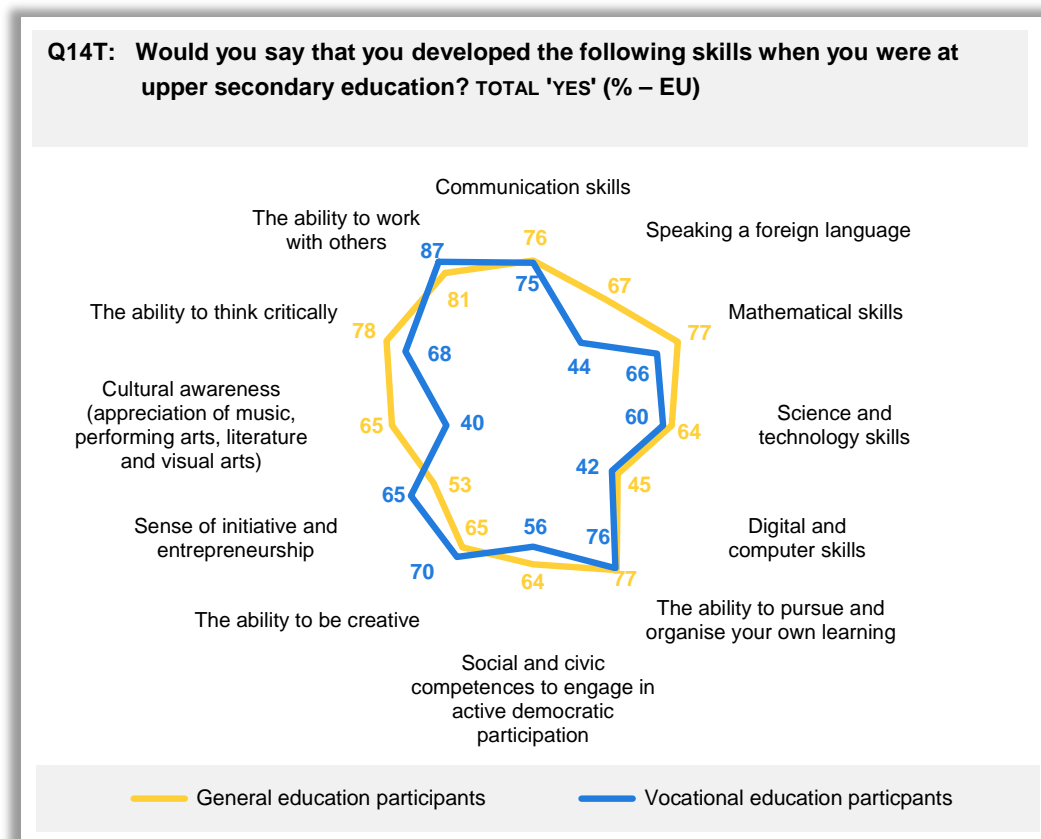 Q14T: Would you say that you developed the following skills when you were at
upper secondary education? TOTAL 'YES' (% – EU)
Communication skills
The ability to work
with others
Speaking a foreign language
87
76
75
67
81
The ability to think critically
78
Mathematical skills
77
68
44
66
Cultural awareness
(appreciation of music,
performing arts, literature
and visual arts)
65
40
60
64
Science and
technology skills
42
45
53
65
Sense of initiative and
entrepreneurship
65
56
76
Digital and
computer skills
70
64
77
The ability to be creative
The ability to pursue and
organise your own learning
Social and civic
competences to engage in
active democratic
participation
General education participants
Vocational education particpants